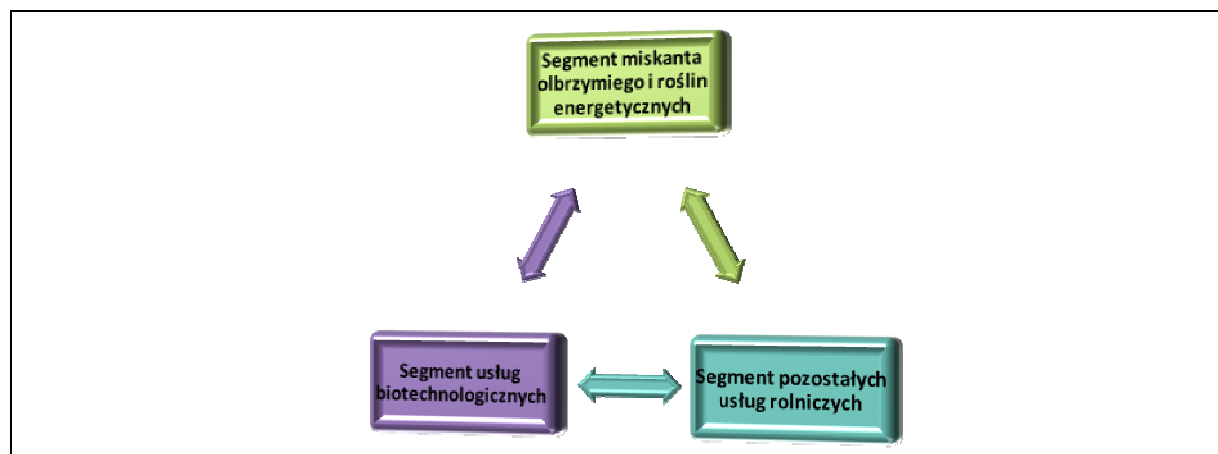 Segment miskanta
olbrzymiego i roślin
energetycznych
Segment usług
biotechnologicznych
Segment pozostałych
usług rolniczych